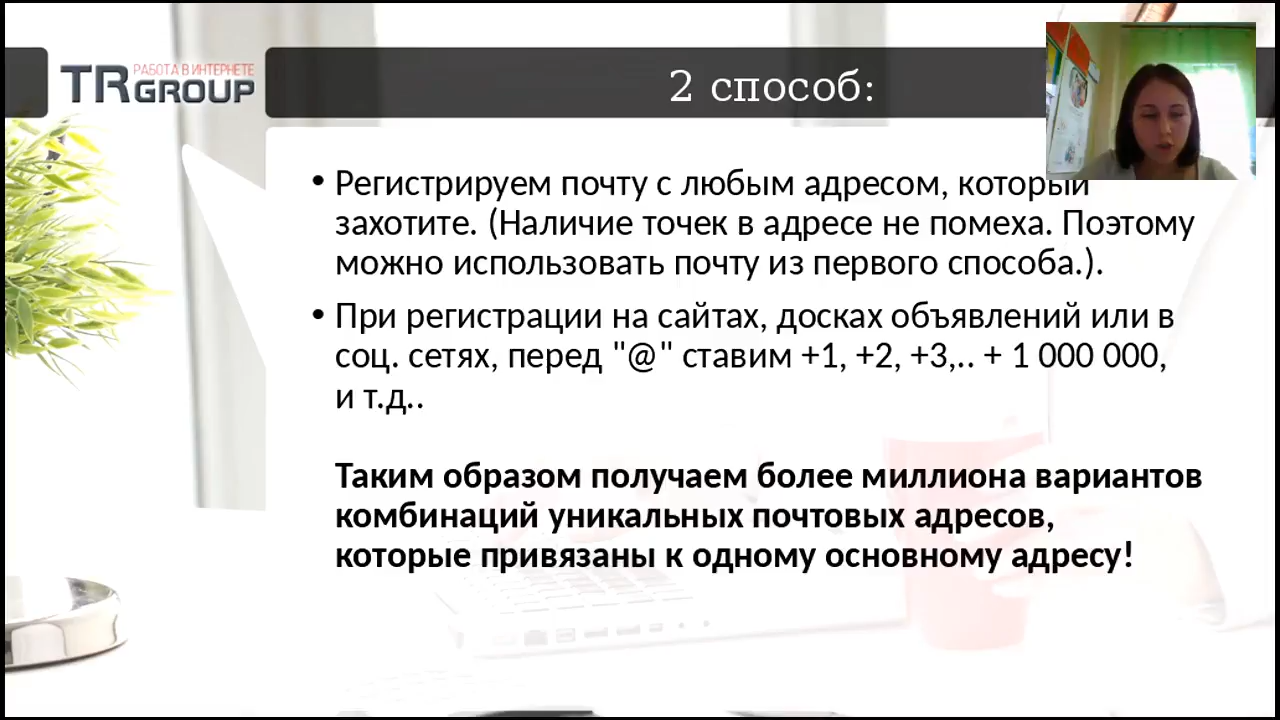 РАБОТА В ИНТЕРНЕТЕ
TRGROUP
2 способ:
• Регистрируем почту с любым адресом, который
захотите. (Наличие точек в адресе не помеха. Поэтому
можно использовать почту из первого способа.).
• При регистрации на сайтах, досках объявлений или в
соц. сетях, перед "@" ставим +1, +2, +3,.. + 1 000 000,
и т.д..
Таким образом получаем более миллиона вариантов
комбинаций уникальных почтовых адресов,
которые привязаны к одному основному адресу!